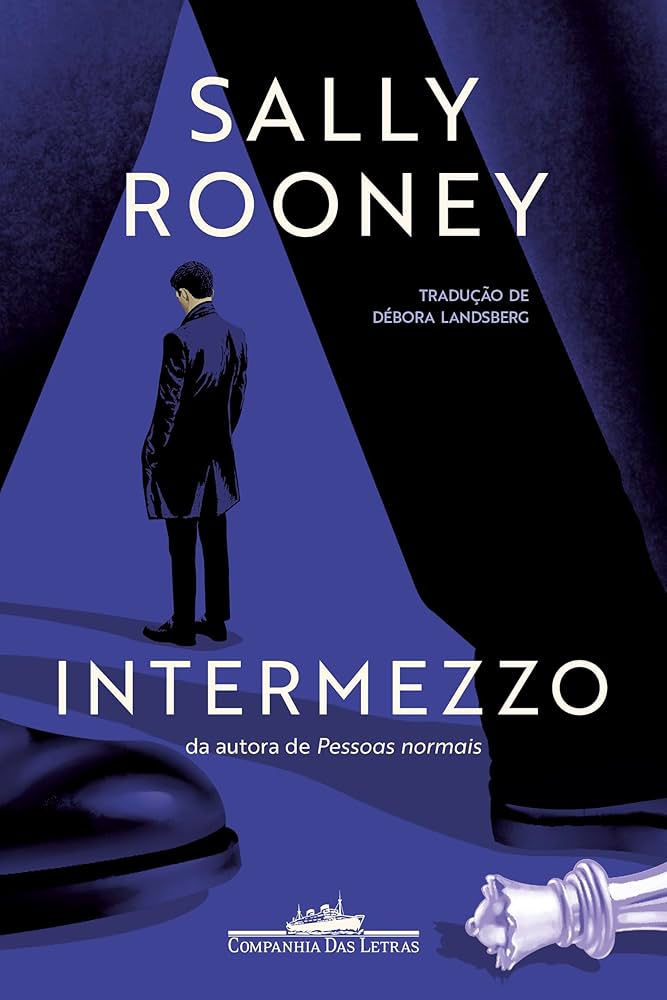 SALLY
ROONEY
TRADUÇÃO DE
DÉBORA LANDSBERG
INTERMEZZO
da autora de Pessoas normais
COMPANHIA DAS LETRAS